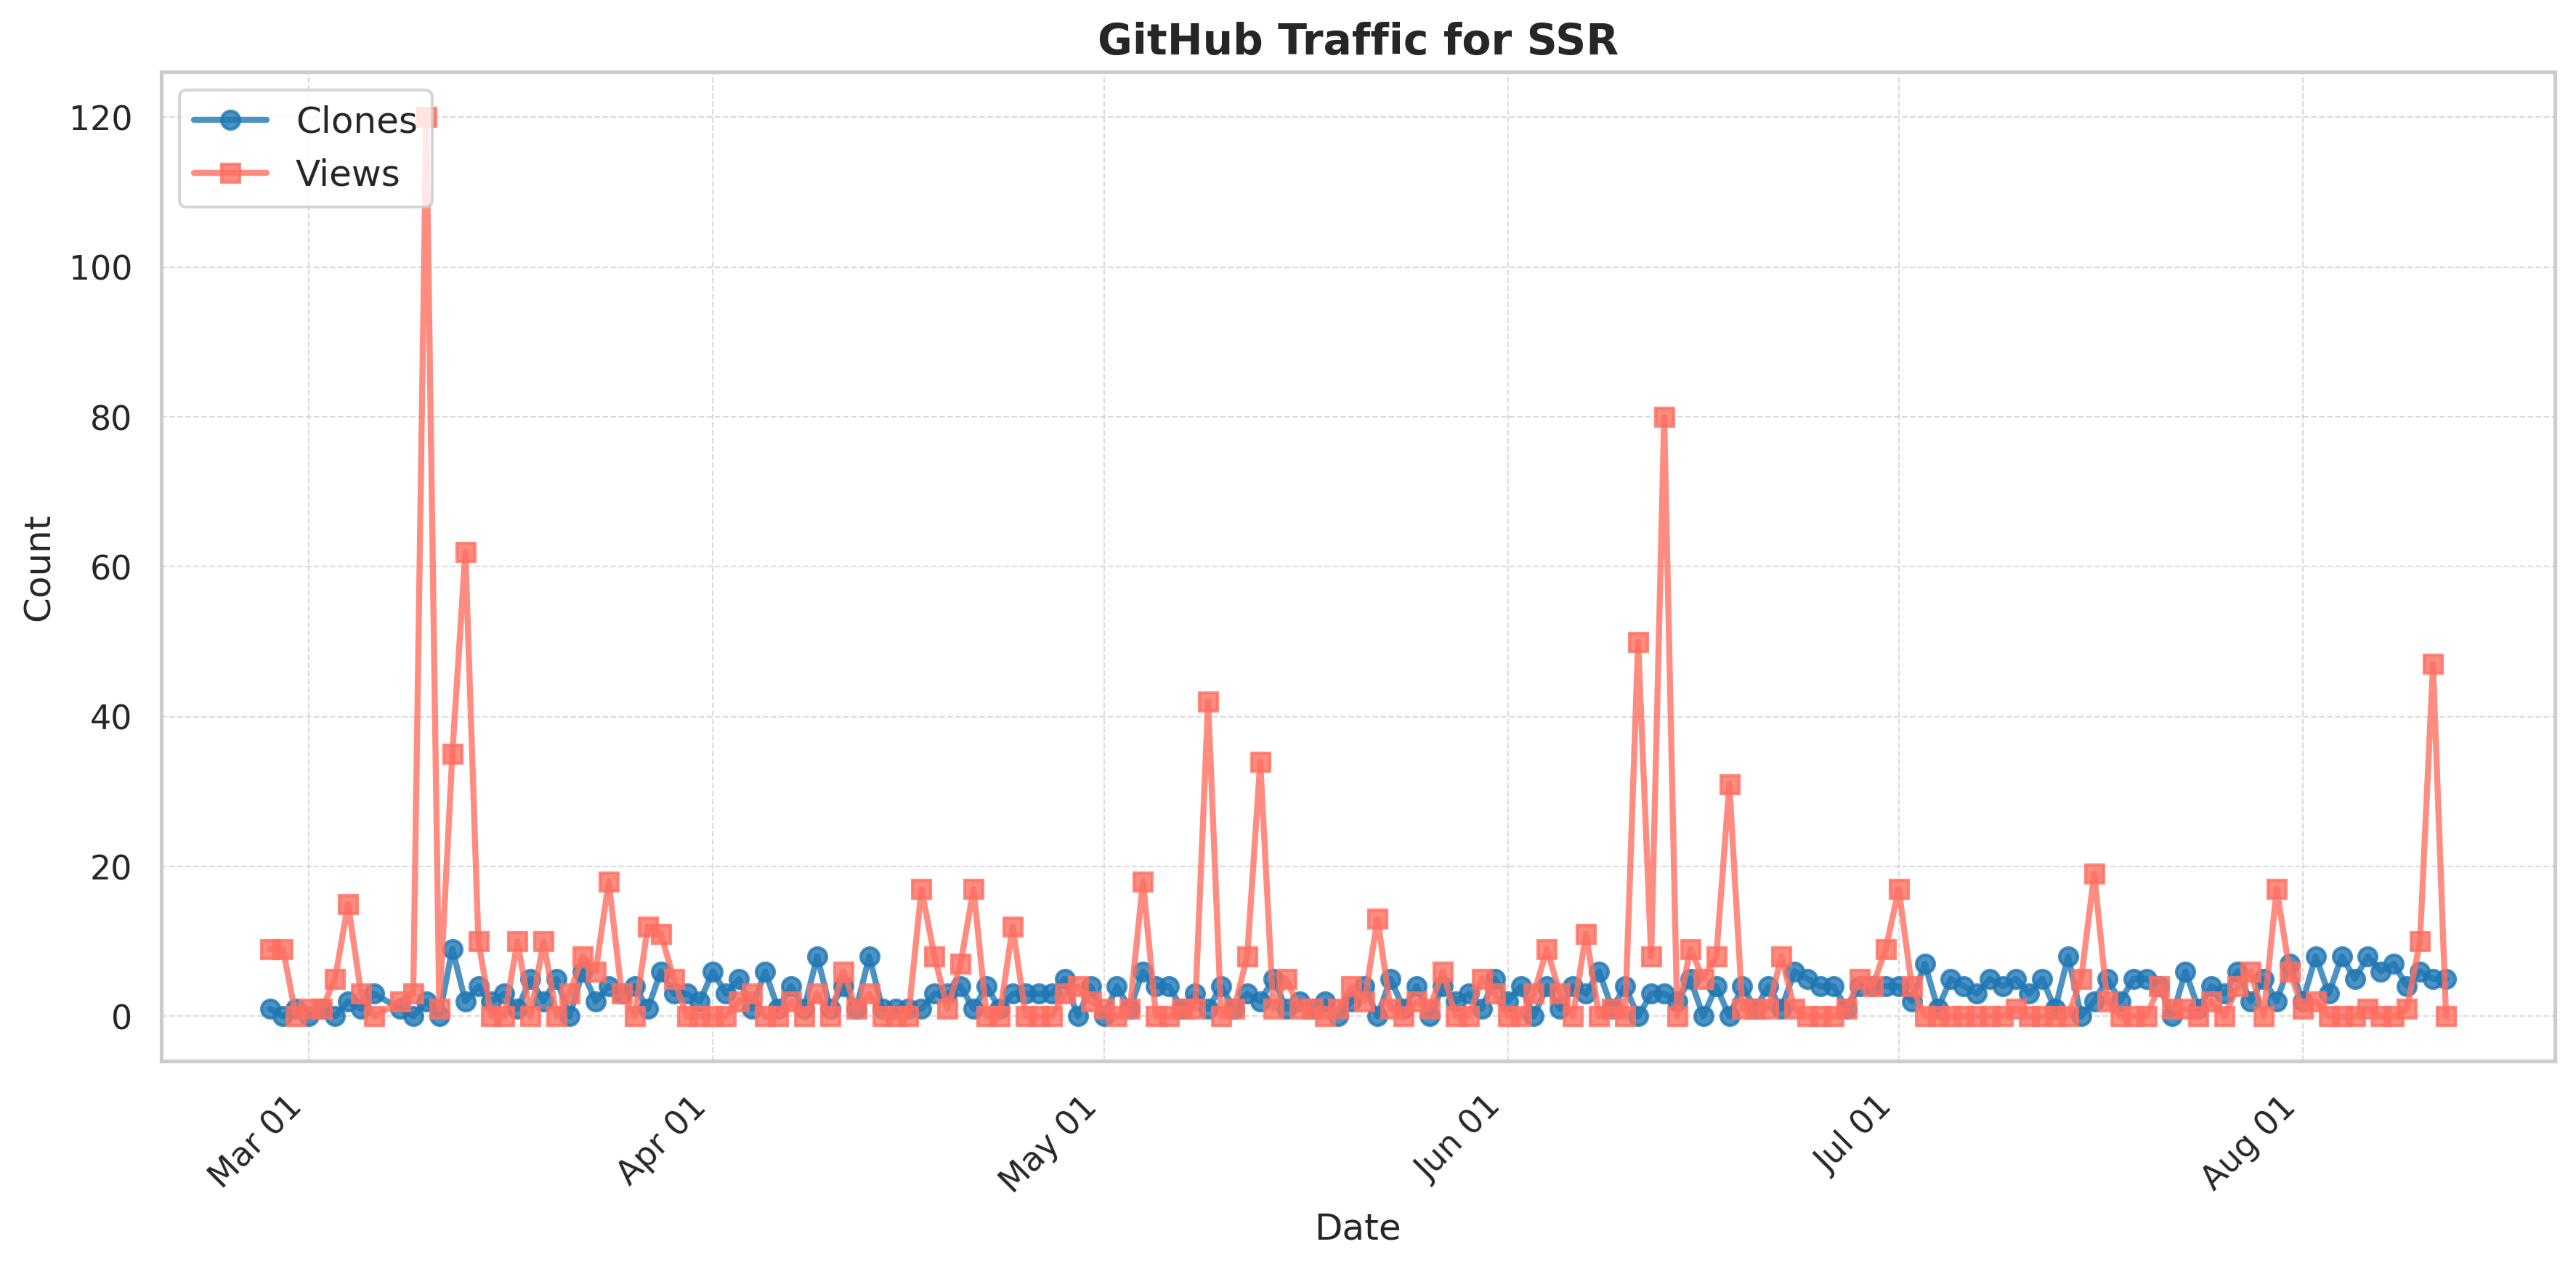 GitHub Traffic for SSR
Clones
Views
120
100
80
60
40
20
0
Count
Mar 01
Apr 01
May 01
Jun 01
Jul 01
Aug 01
Date